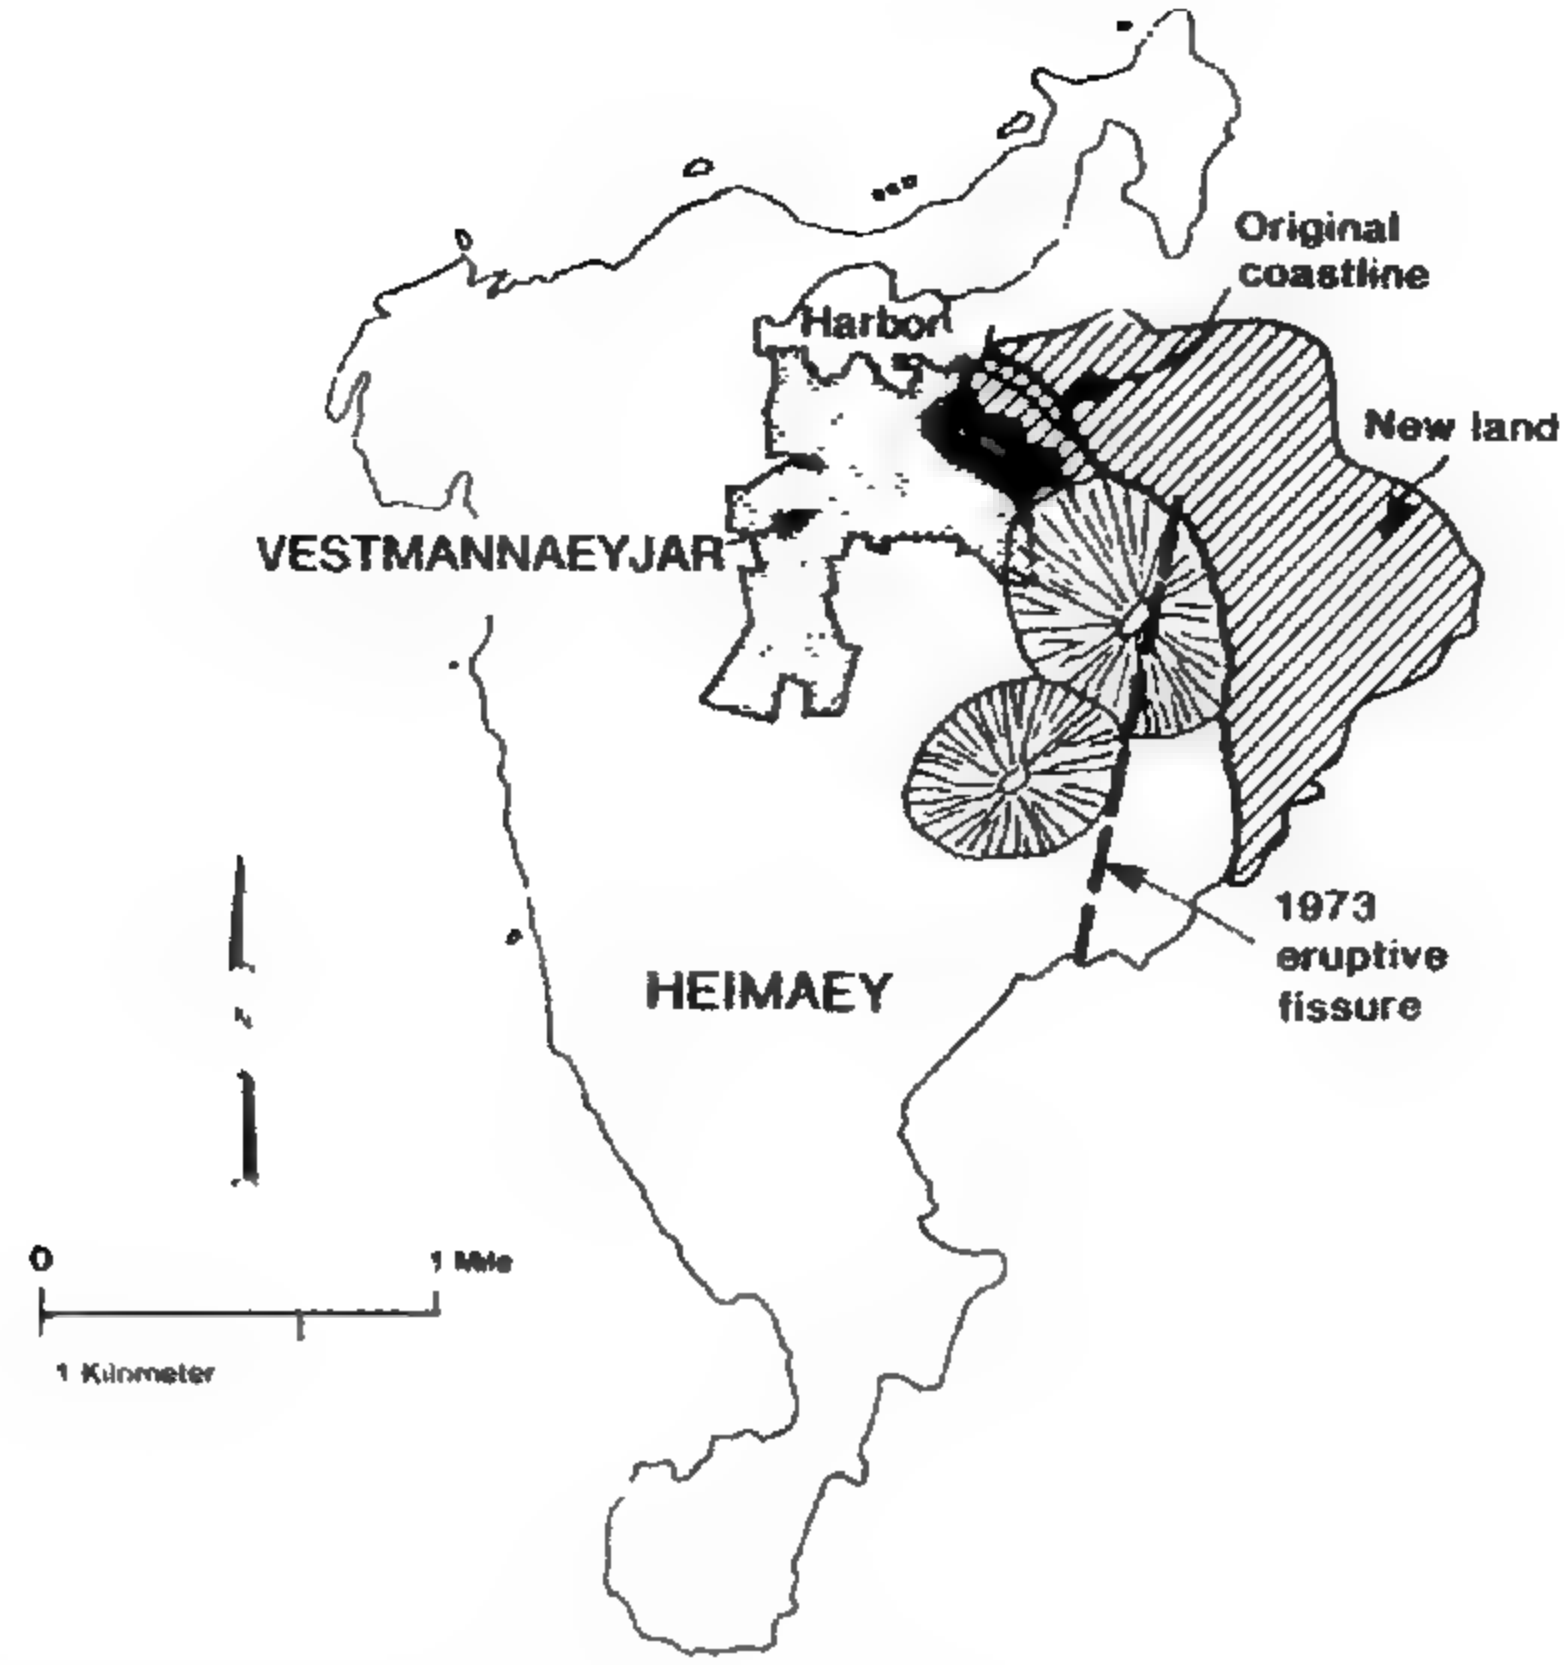 Original
coastline
Harbor
New land
VESTMANNAEYJAR
1973
eruptive
fissure
HEIMAEY
N
0
1 Mile
1 Kilometer